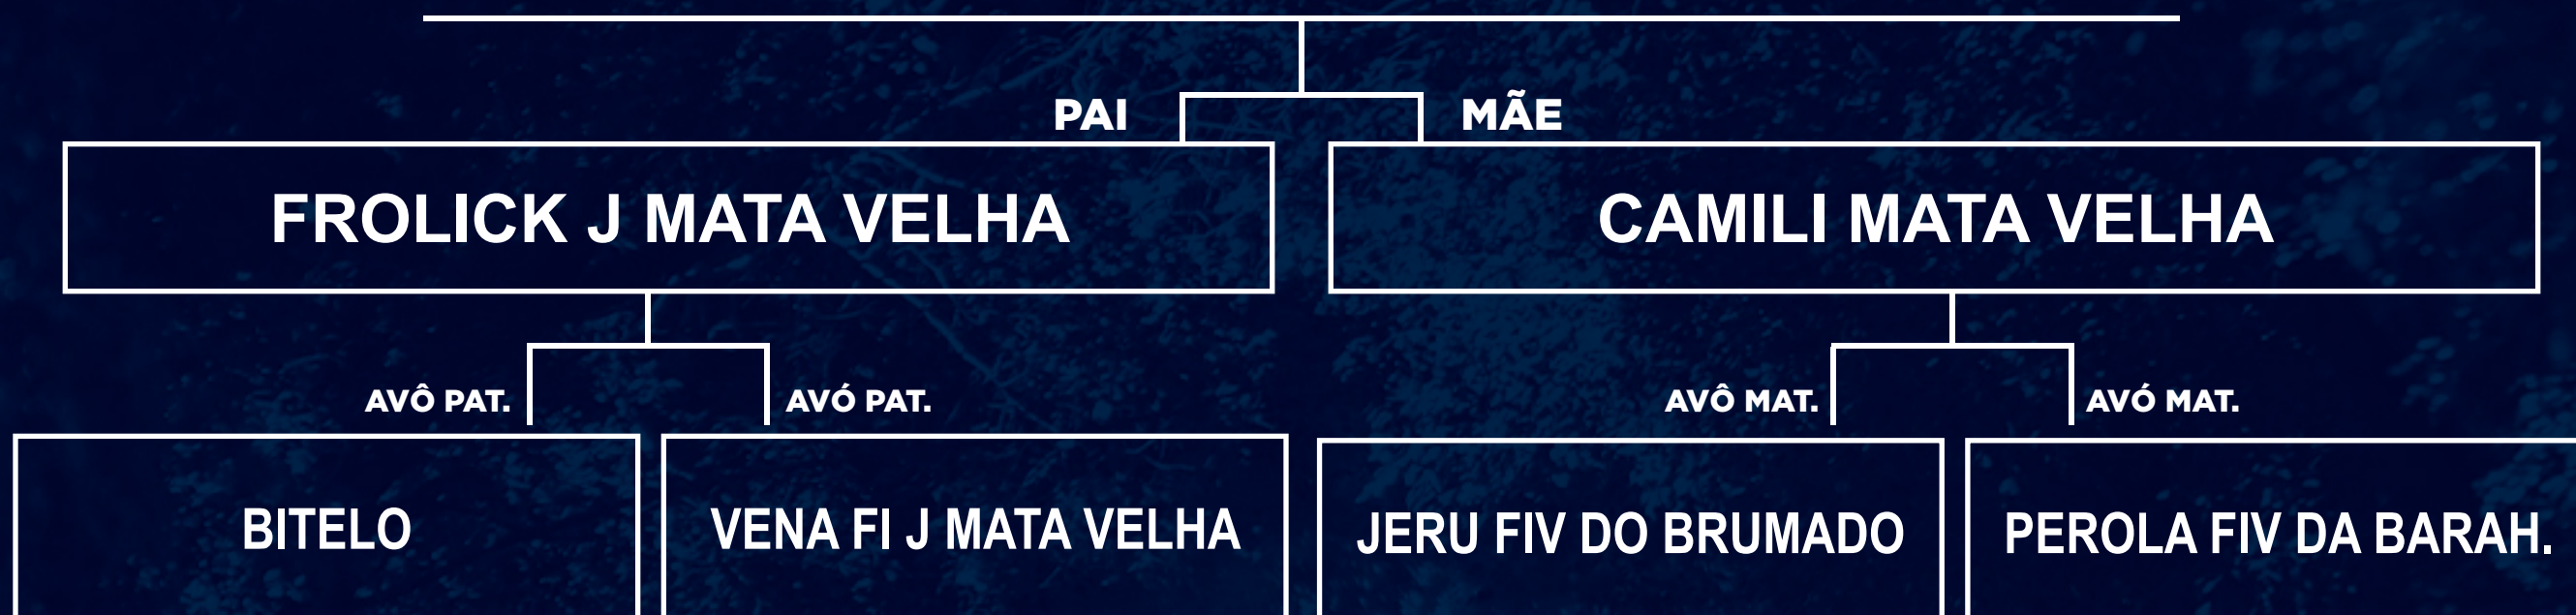 PAI
MÃE
FROLICK J MATA VELHA
CAMILI MATA VELHA
AVÔ PAT.
AVÓ PAT.
AVÔ MAT.
AVÓ MAT.
BITELO
VENA FI J MATA VELHA
JERU FIV DO BRUMADO
PEROLA FIV DA BARAH.